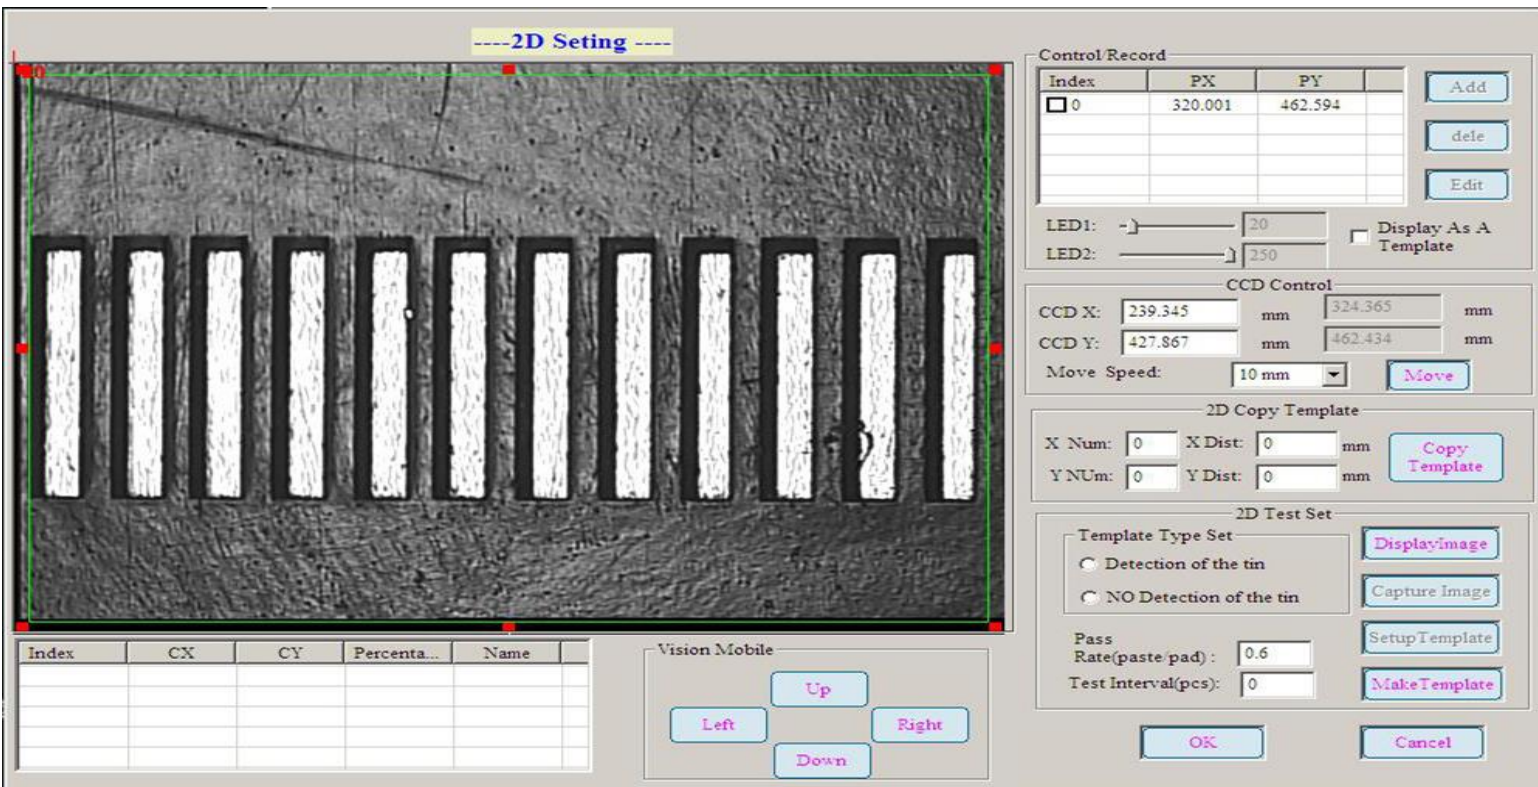 ----2D Seting ----
0
Control/Record
Index PX PY
0 320.001 462.594
Add
dele
Edit
LED1: 20
LED2: 250
Display As A
Template
CCD Control
CCD X: 239.345 mm 324.365 mm
CCD Y: 427.867 mm 462.434 mm
Move Speed: 10 mm Move
2D Copy Template
X Num: 0 X Dist: 0 mm
Y NUm: 0 Y Dist: 0 mm
Copy
Template
2D Test Set
Template Type Set
Detection of the tin
NO Detection of the tin
DisplayImage
Capture Image
SetupTemplate
MakeTemplate
Pass
Rate(paste/pad) : 0.6
Test Interval(pcs): 0
OK Cancel
Index CX CY Percenta... Name
Vision Mobile
Up
Left Right
Down